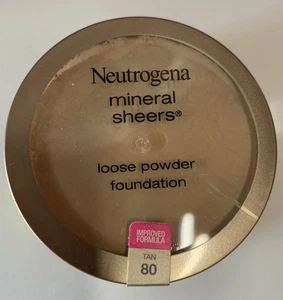 Neutrogena
mineral
sheers®
loose powder
foundation
IMPROVED
FORMULA
TAN
80